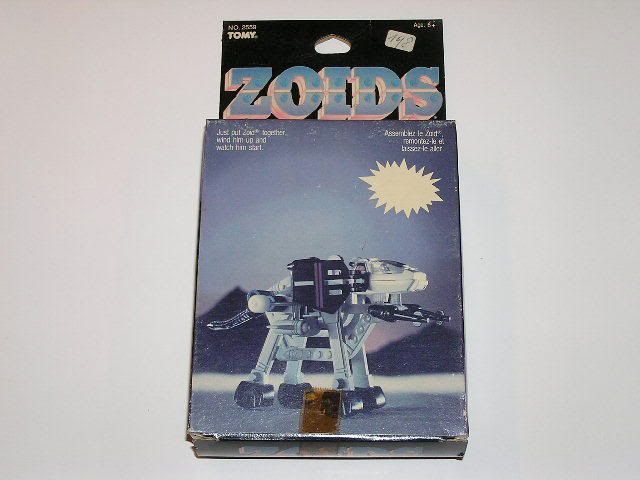 NO. 2559
TOMY®
Age: 6+
148
ZOIDS
Just put Zoid® together,
wind him up and
watch him start.
Assemblez le Zoid®,
remontez-le et
laissez-le aller